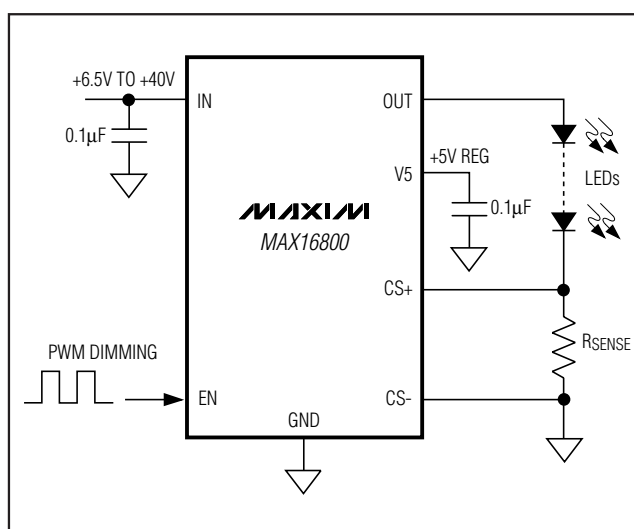 +6.5V TO +40V
IN
OUT
0.1µF
+5V REG
V5
LEDs
0.1µF
MAXIM
MAX16800
CS+
RSENSE
PWM DIMMING
EN
CS-
GND